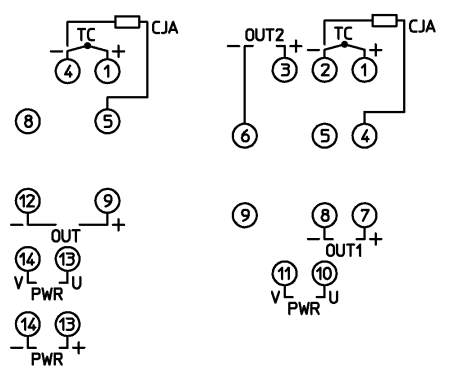 TC CJA
− +
4 1
8 5
12 9
− OUT +
14 13
V PWR U
14 13
− PWR +
− OUT2 + − TC + CJA
3 2 1
6 5 4
9 8 7
− OUT1 +
11 10
V PWR U